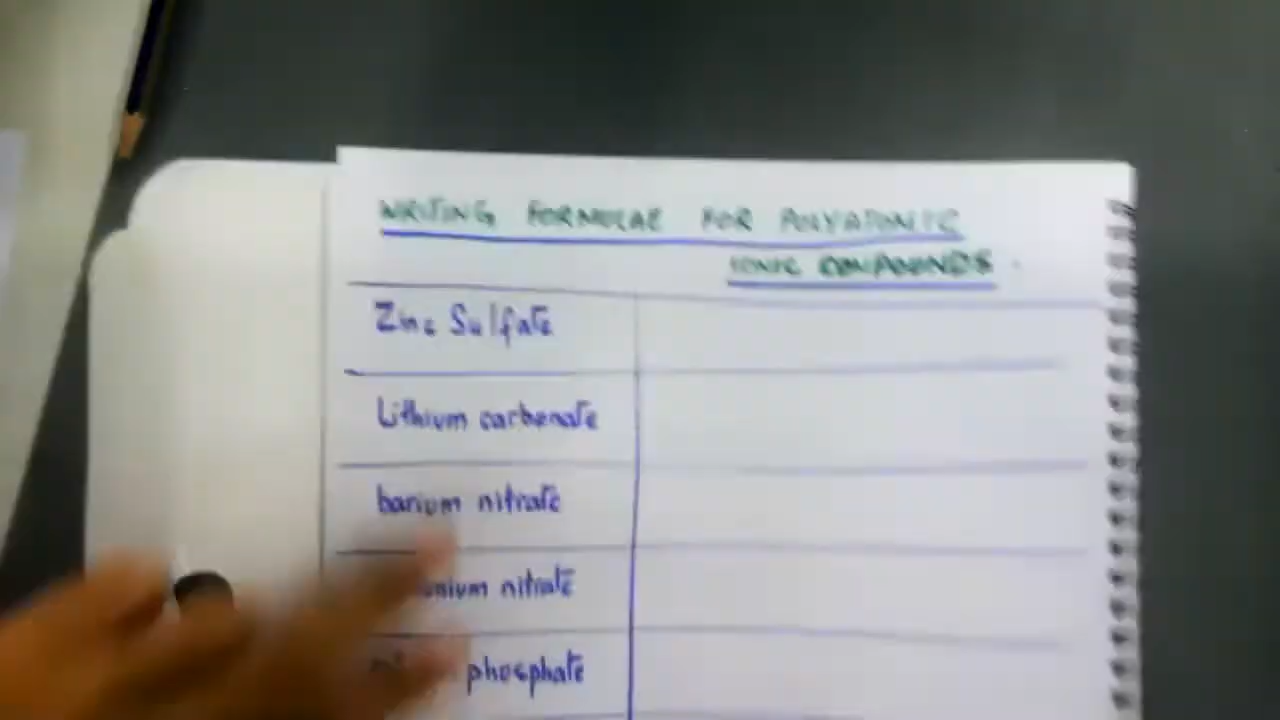 WRITING FORMULAE FOR POLYATOMIC
IONIC COMPOUNDS.
Zinc Sulfate
Lithium carbonate
barium nitrate
nitrate
phosphate